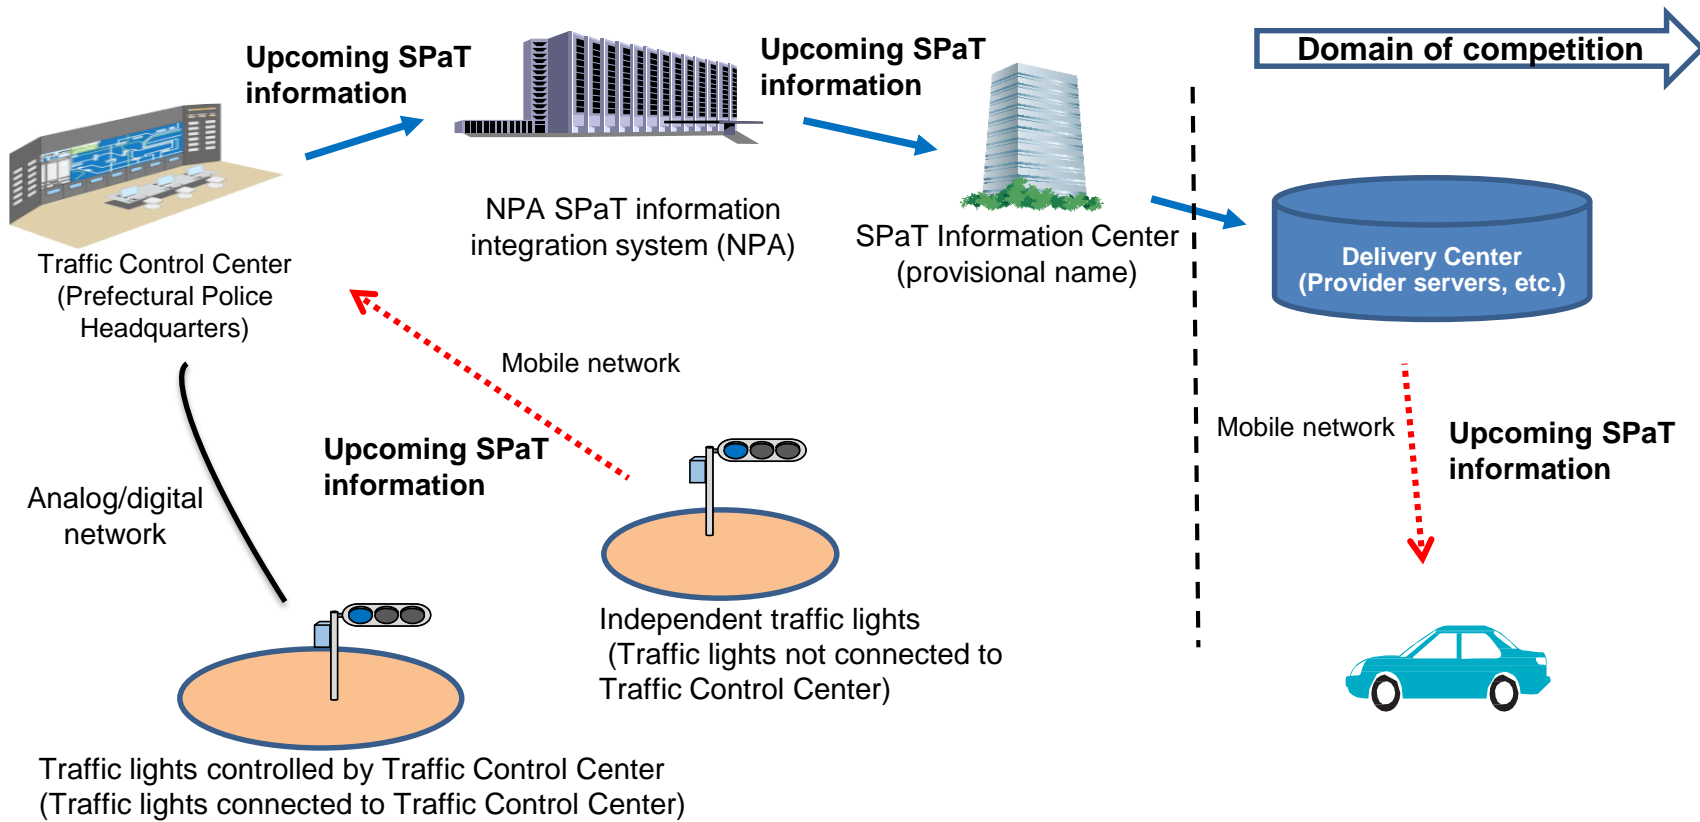 Upcoming SPaT
information
Upcoming SPaT
information
Domain of competition
NPA SPaT information
integration system (NPA)
SPaT Information Center
(provisional name)
Delivery Center
(Provider servers, etc.)
Traffic Control Center
(Prefectural Police
Headquarters)
Mobile network
Mobile network
Upcoming SPaT
information
Upcoming SPaT
information
Analog/digital
network
Independent traffic lights
(Traffic lights not connected to
Traffic Control Center)
Traffic lights controlled by Traffic Control Center
(Traffic lights connected to Traffic Control Center)